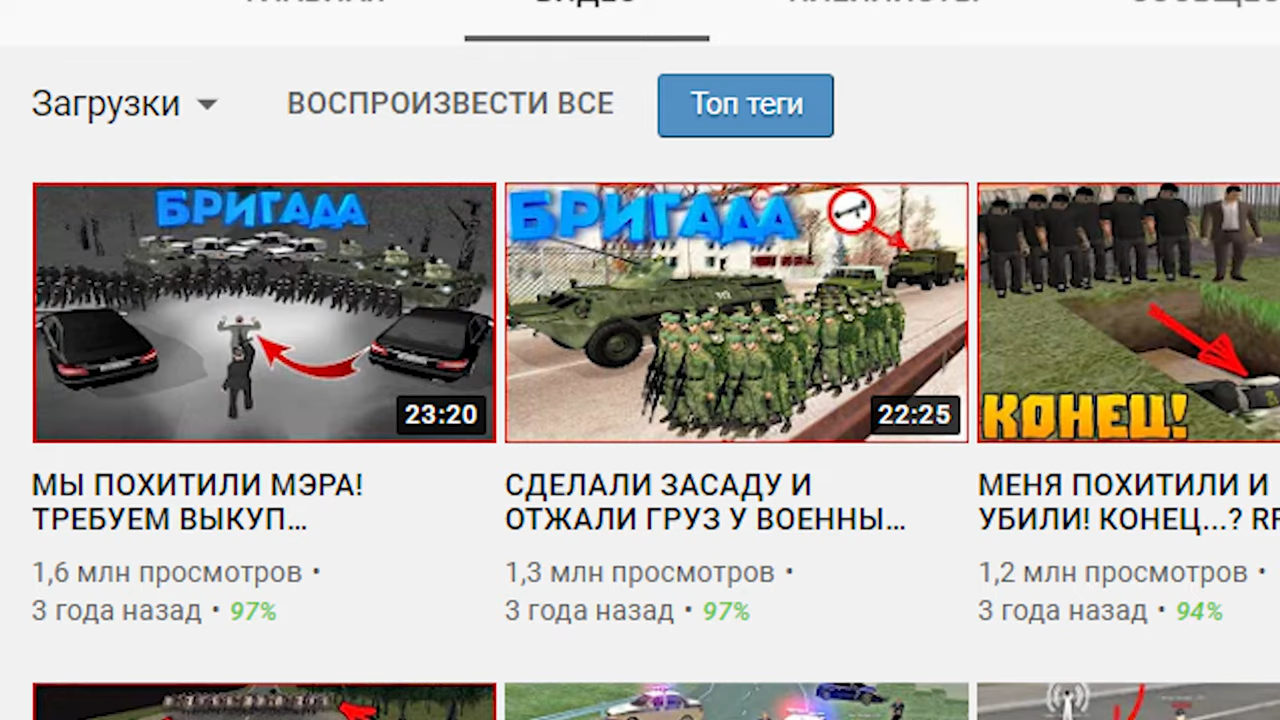 ВИДЕО
Загрузки
ВОСПРОИЗВЕСТИ ВСЕ
Топ теги
БРИГАДА
23:20
БРИГАДА
22:25
КОНЕЦ!
МЫ ПОХИТИЛИ МЭРА!
ТРЕБУЕМ ВЫКУП...
1,6 млн просмотров •
3 года назад • 97%
СДЕЛАЛИ ЗАСАДУ И
ОТЖАЛИ ГРУЗ У ВОЕННЫ...
1,3 млн просмотров •
3 года назад • 97%
МЕНЯ ПОХИТИЛИ И
УБИЛИ! КОНЕЦ...?
1,2 млн просмотров •
3 года назад • 94%